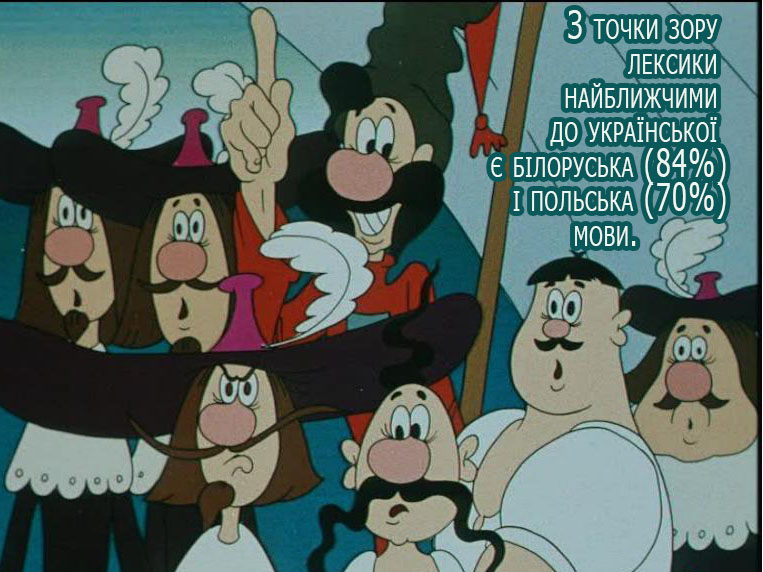 З точки зору
лексики
найближчими
до української
є білоруська (84%)
і польська (70%)
мови.